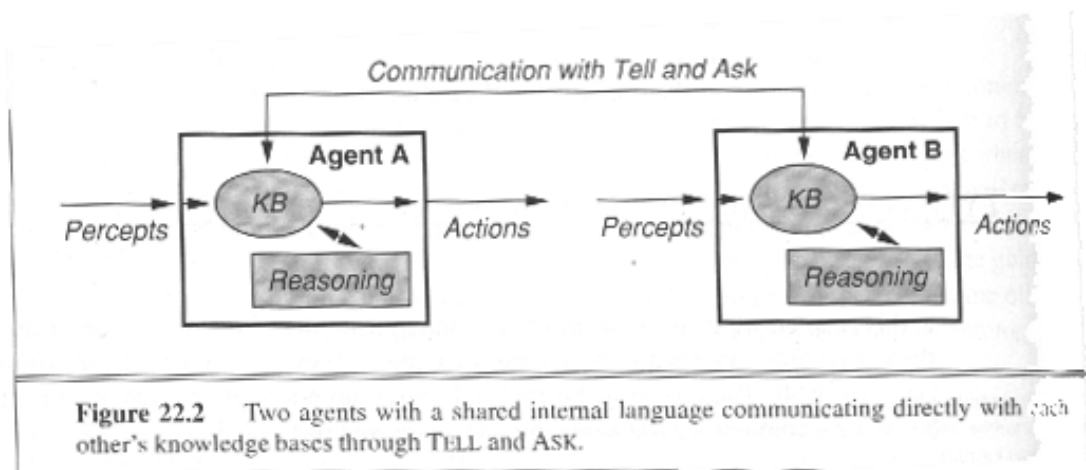 Communication with Tell and Ask
Agent A
Agent B
KB
KB
Percepts
Actions
Percepts
Actions
Reasoning
Reasoning
Figure 22.2 Two agents with a shared internal language communicating directly with each
other's knowledge bases through TELL and ASK.